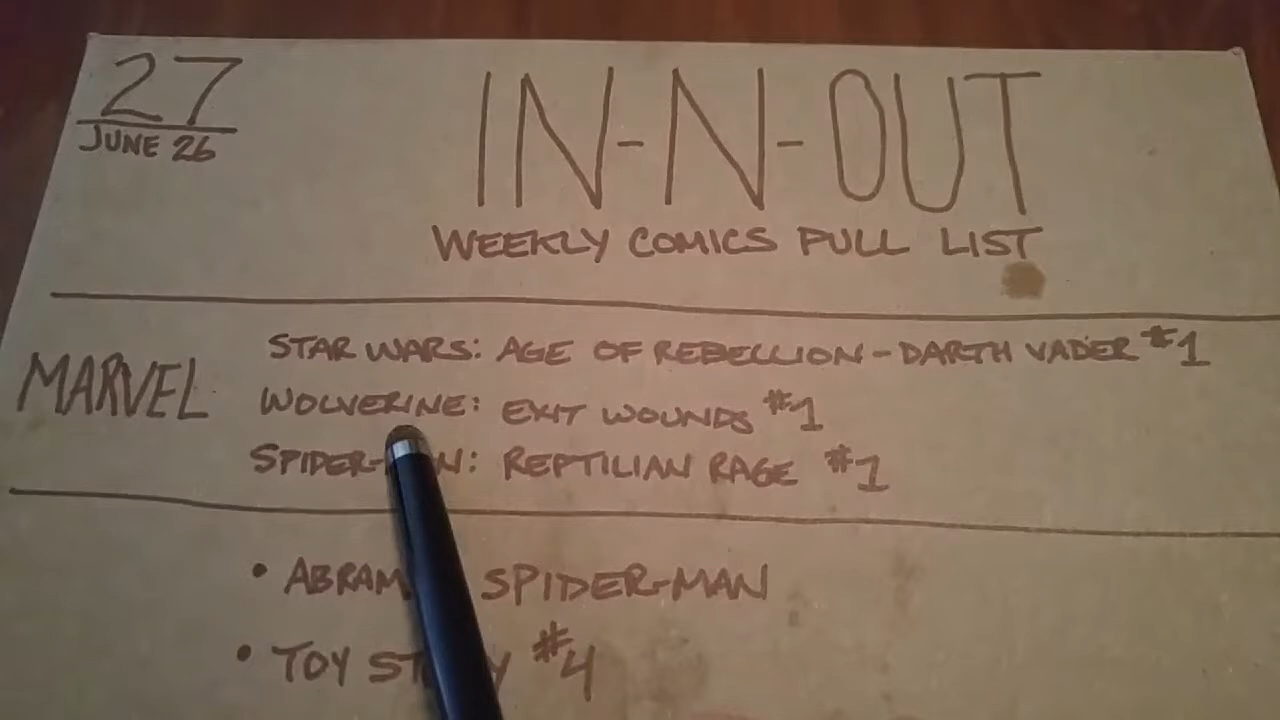 27
JUNE 26
IN-N-OUT
WEEKLY COMICS PULL LIST
MARVEL
STAR WARS: AGE OF REBELLION - DARTH VADER #1
WOLVERINE: EXIT WOUNDS #1
: REPTILIAN RAGE #1
• SPIDER-MAN
• TOY #4